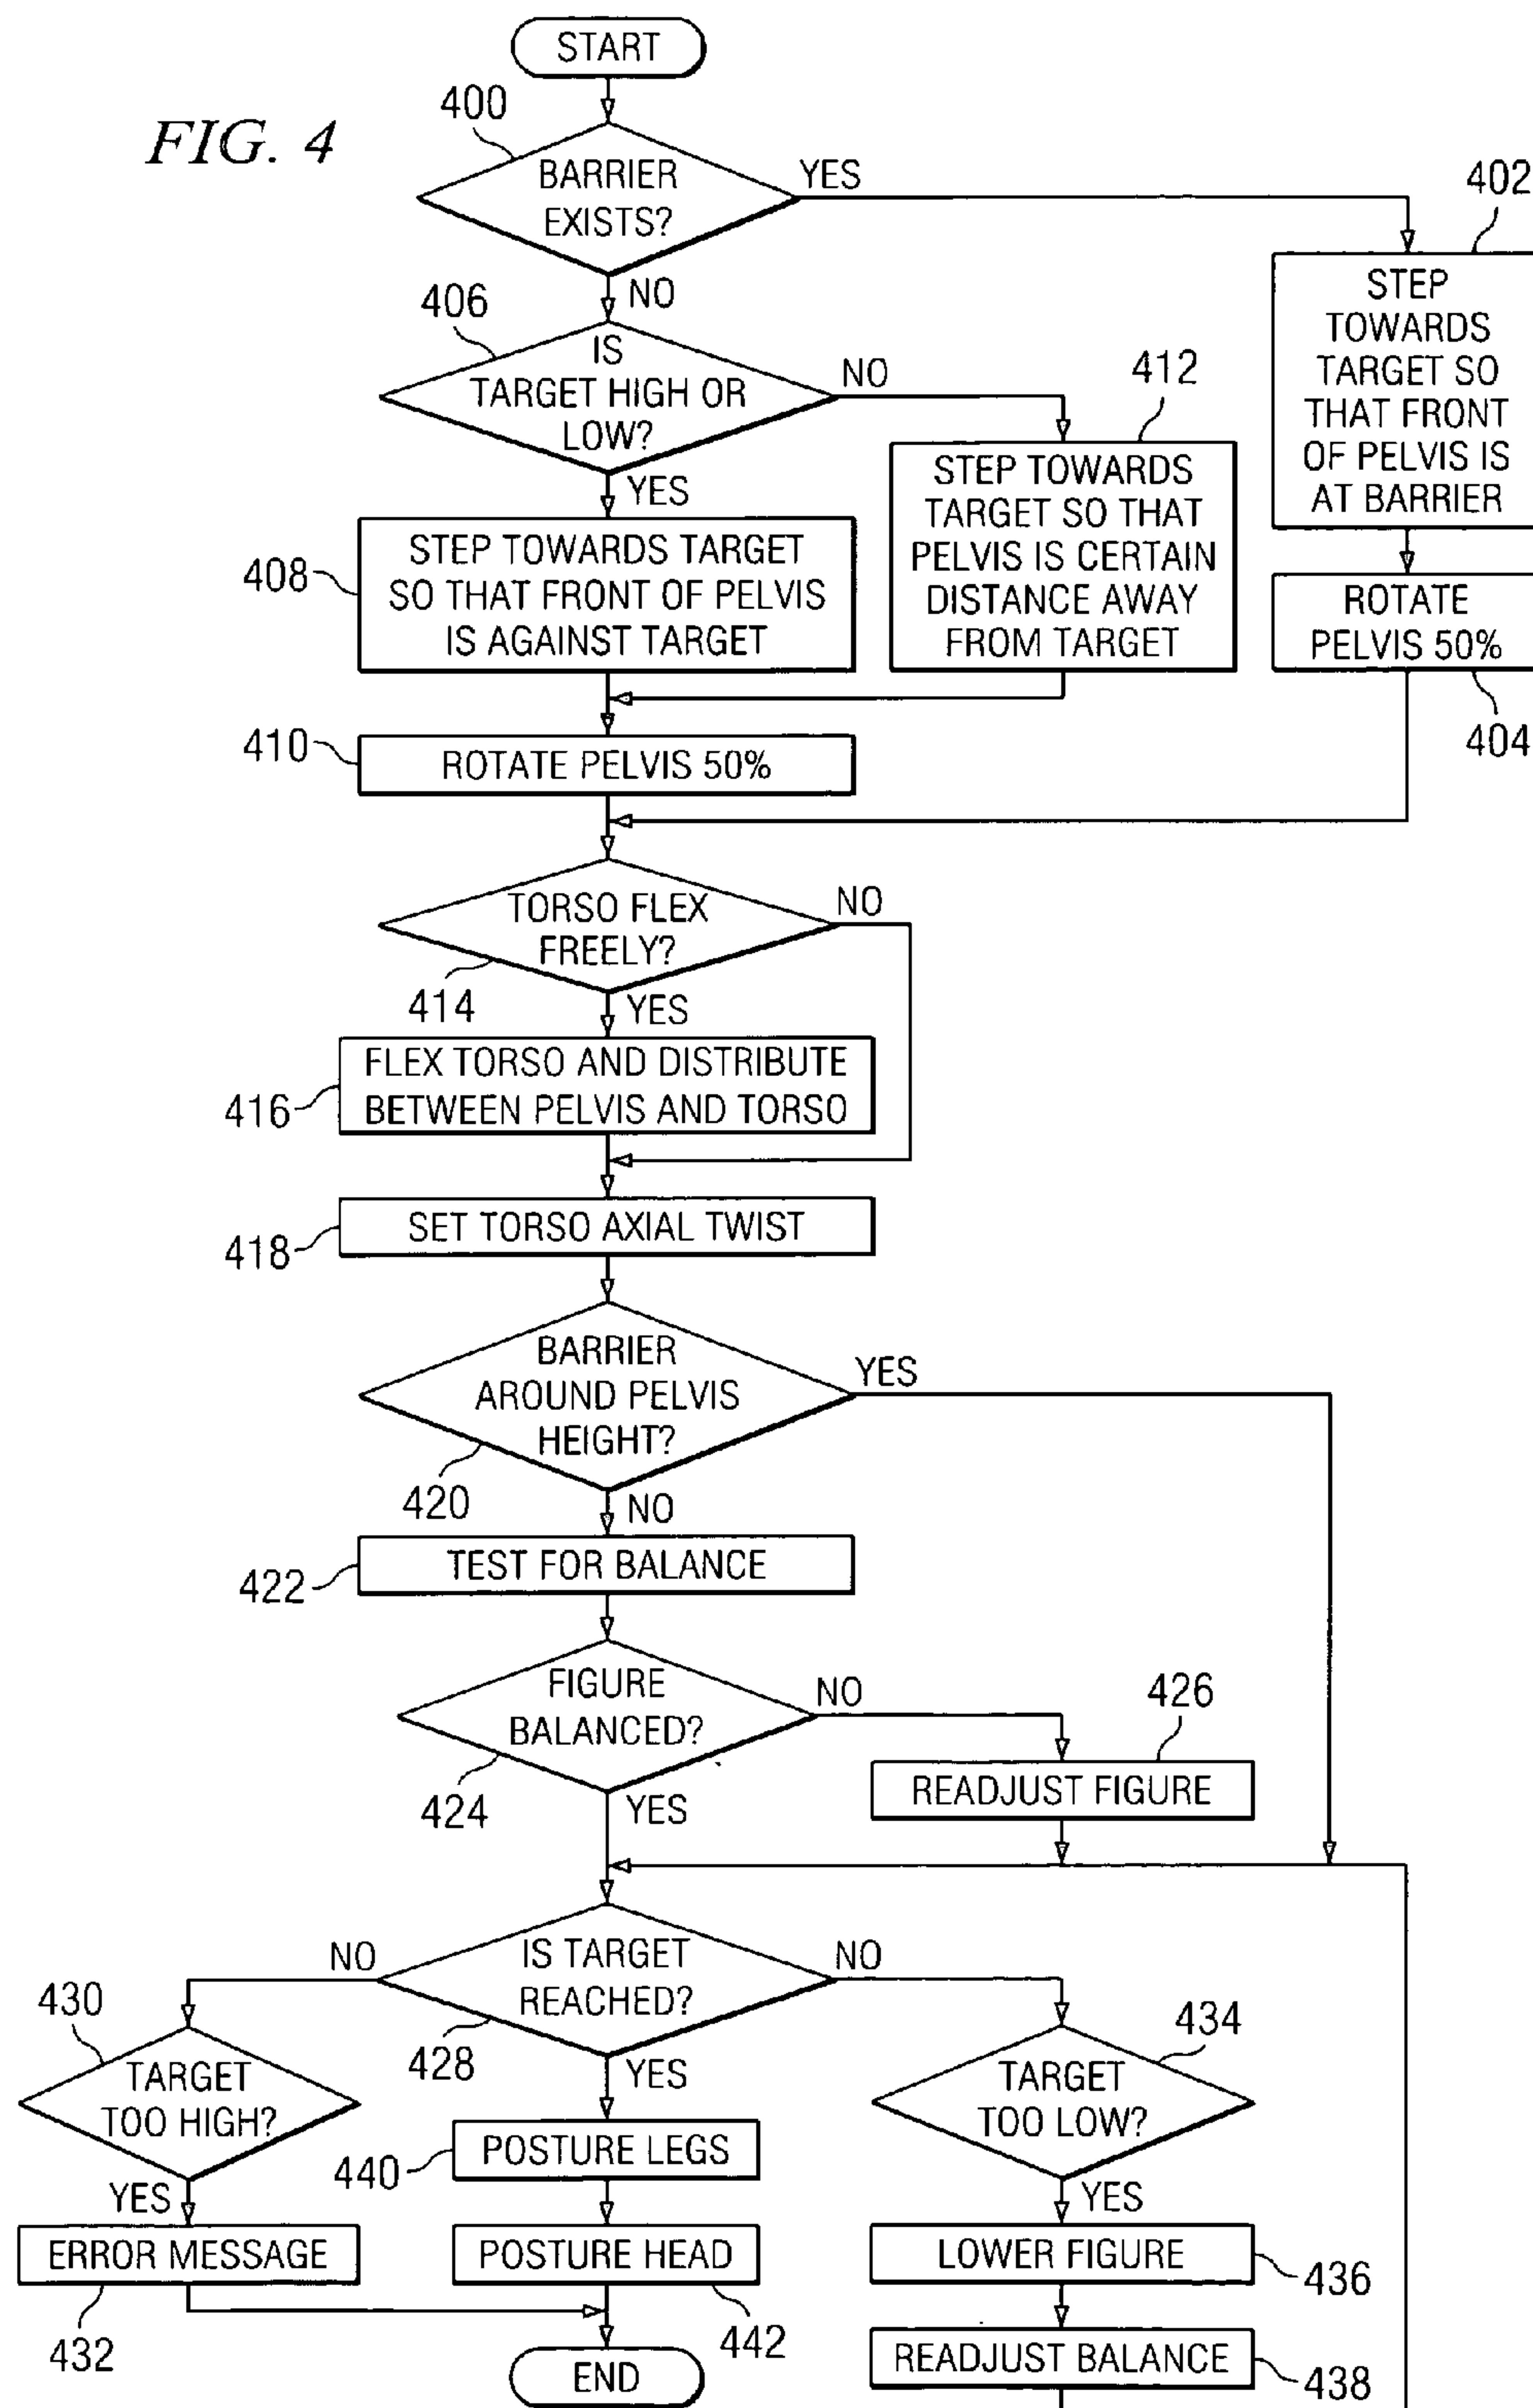 START
FIG. 4
400
BARRIER
EXISTS?
YES
NO
402
STEP
TOWARDS
TARGET SO
THAT FRONT
OF PELVIS IS
AT BARRIER
ROTATE
PELVIS 50%
404
406
IS
TARGET HIGH OR
LOW?
NO
YES
412
STEP TOWARDS
TARGET SO THAT
PELVIS IS CERTAIN
DISTANCE AWAY
FROM TARGET
408
STEP TOWARDS TARGET
SO THAT FRONT OF PELVIS
IS AGAINST TARGET
410
ROTATE PELVIS 50%
TORSO FLEX
FREELY?
NO
414
YES
416
FLEX TORSO AND DISTRIBUTE
BETWEEN PELVIS AND TORSO
418
SET TORSO AXIAL TWIST
BARRIER
AROUND PELVIS
HEIGHT?
YES
420
NO
422
TEST FOR BALANCE
FIGURE
BALANCED?
NO
424
YES
426
READJUST FIGURE
IS TARGET
REACHED?
NO
NO
428
YES
430
TARGET
TOO HIGH?
YES
ERROR MESSAGE
432
440
POSTURE LEGS
POSTURE HEAD
442
END
434
TARGET
TOO LOW?
YES
LOWER FIGURE
436
READJUST BALANCE
438